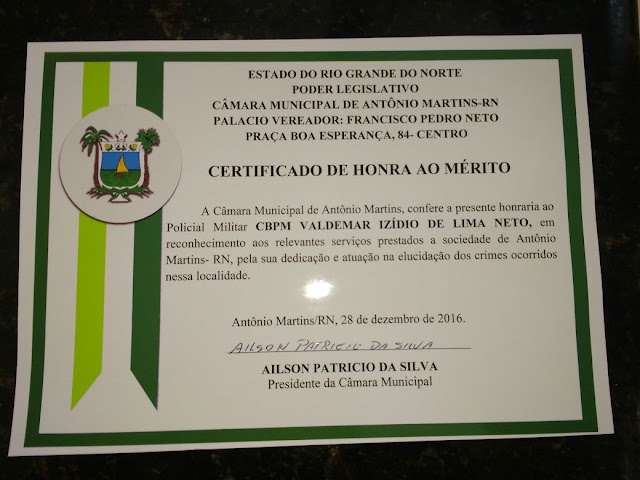 ESTADO DO RIO GRANDE DO NORTE
PODER LEGISLATIVO
CÂMARA MUNICIPAL DE ANTÔNIO MARTINS-RN
PALACIO VEREADOR: FRANCISCO PEDRO NETO
PRAÇA BOA ESPERANÇA, 84- CENTRO
CERTIFICADO DE HONRA AO MÉRITO
A Câmara Municipal de Antônio Martins, confere a presente honraria ao
Policial Militar CBPM VALDEMAR IZÍDIO DE LIMA NETO, em
reconhecimento aos relevantes serviços prestados a sociedade de Antônio
Martins- RN, pela sua dedicação e atuação na elucidação dos crimes ocorridos
nessa localidade.
Antônio Martins/RN, 28 de dezembro de 2016.
AILSON PATRICIO DA SILVA
AILSON PATRICIO DA SILVA
Presidente da Câmara Municipal